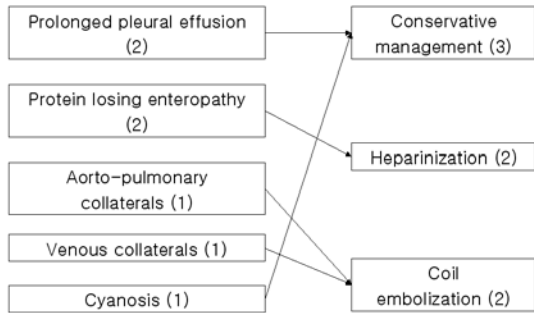 Prolonged pleural effusion
(2)
Protein losing enteropathy
(2)
Aorto-pulmonary
collaterals (1)
Venous collaterals (1)
Cyanosis (1)
Conservative
management (3)
Heparinization (2)
Coil
embolization (2)